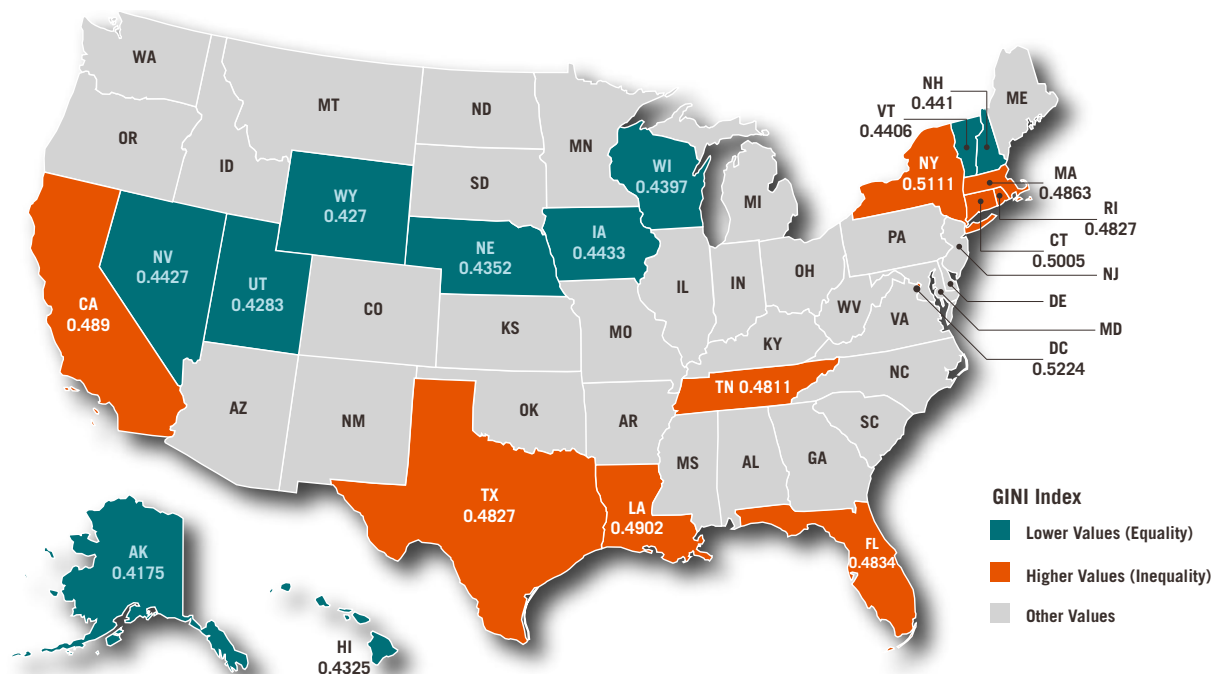 WA
MT
ND
MN
OR
ID
SD
WI
0.4397
MI
NH
0.441
VT
0.4406
ME
NY
0.5111
MA
0.4863
RI
0.4827
CT
0.5005
NJ
DE
MD
DC
0.5224
WY
0.427
NV
0.4427
UT
0.4283
CA
0.489
NE
0.4352
IA
0.4433
CO
KS
MO
IL
IN
OH
PA
WV
VA
KY
NC
TN 0.4811
AZ
NM
OK
AR
SC
MS
AL
GA
TX
0.4827
LA
0.4902
FL
0.4834
AK
0.4175
HI
0.4325
GINI Index
Lower Values (Equality)
Higher Values (Inequality)
Other Values